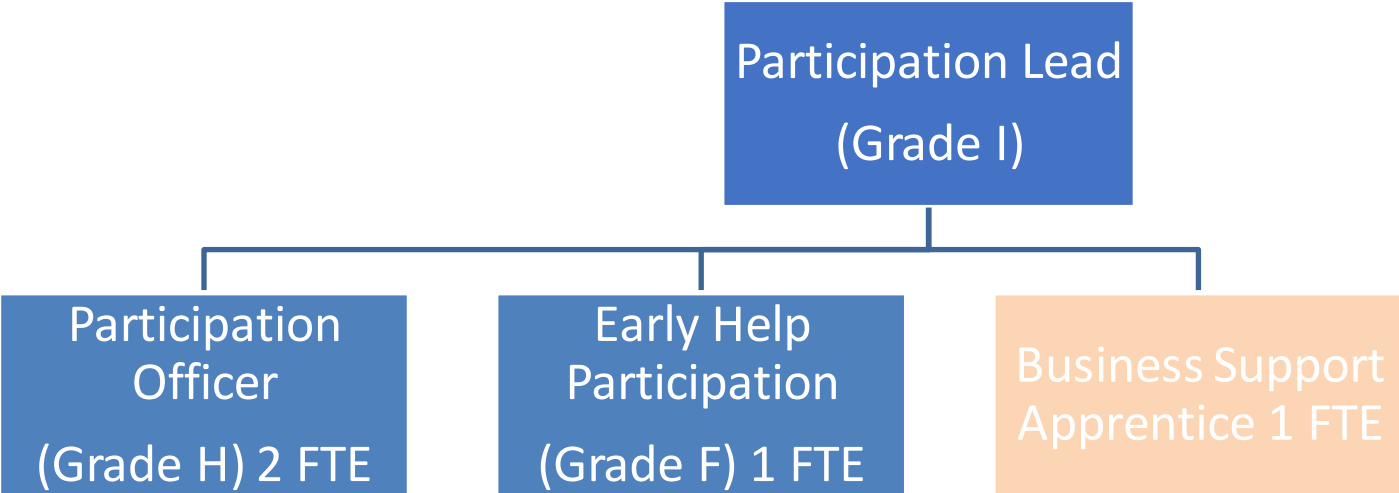 Participation Lead
(Grade I)
Participation
Officer
(Grade H) 2 FTE
Early Help
Participation
(Grade F) 1 FTE
Business Support
Apprentice 1 FTE